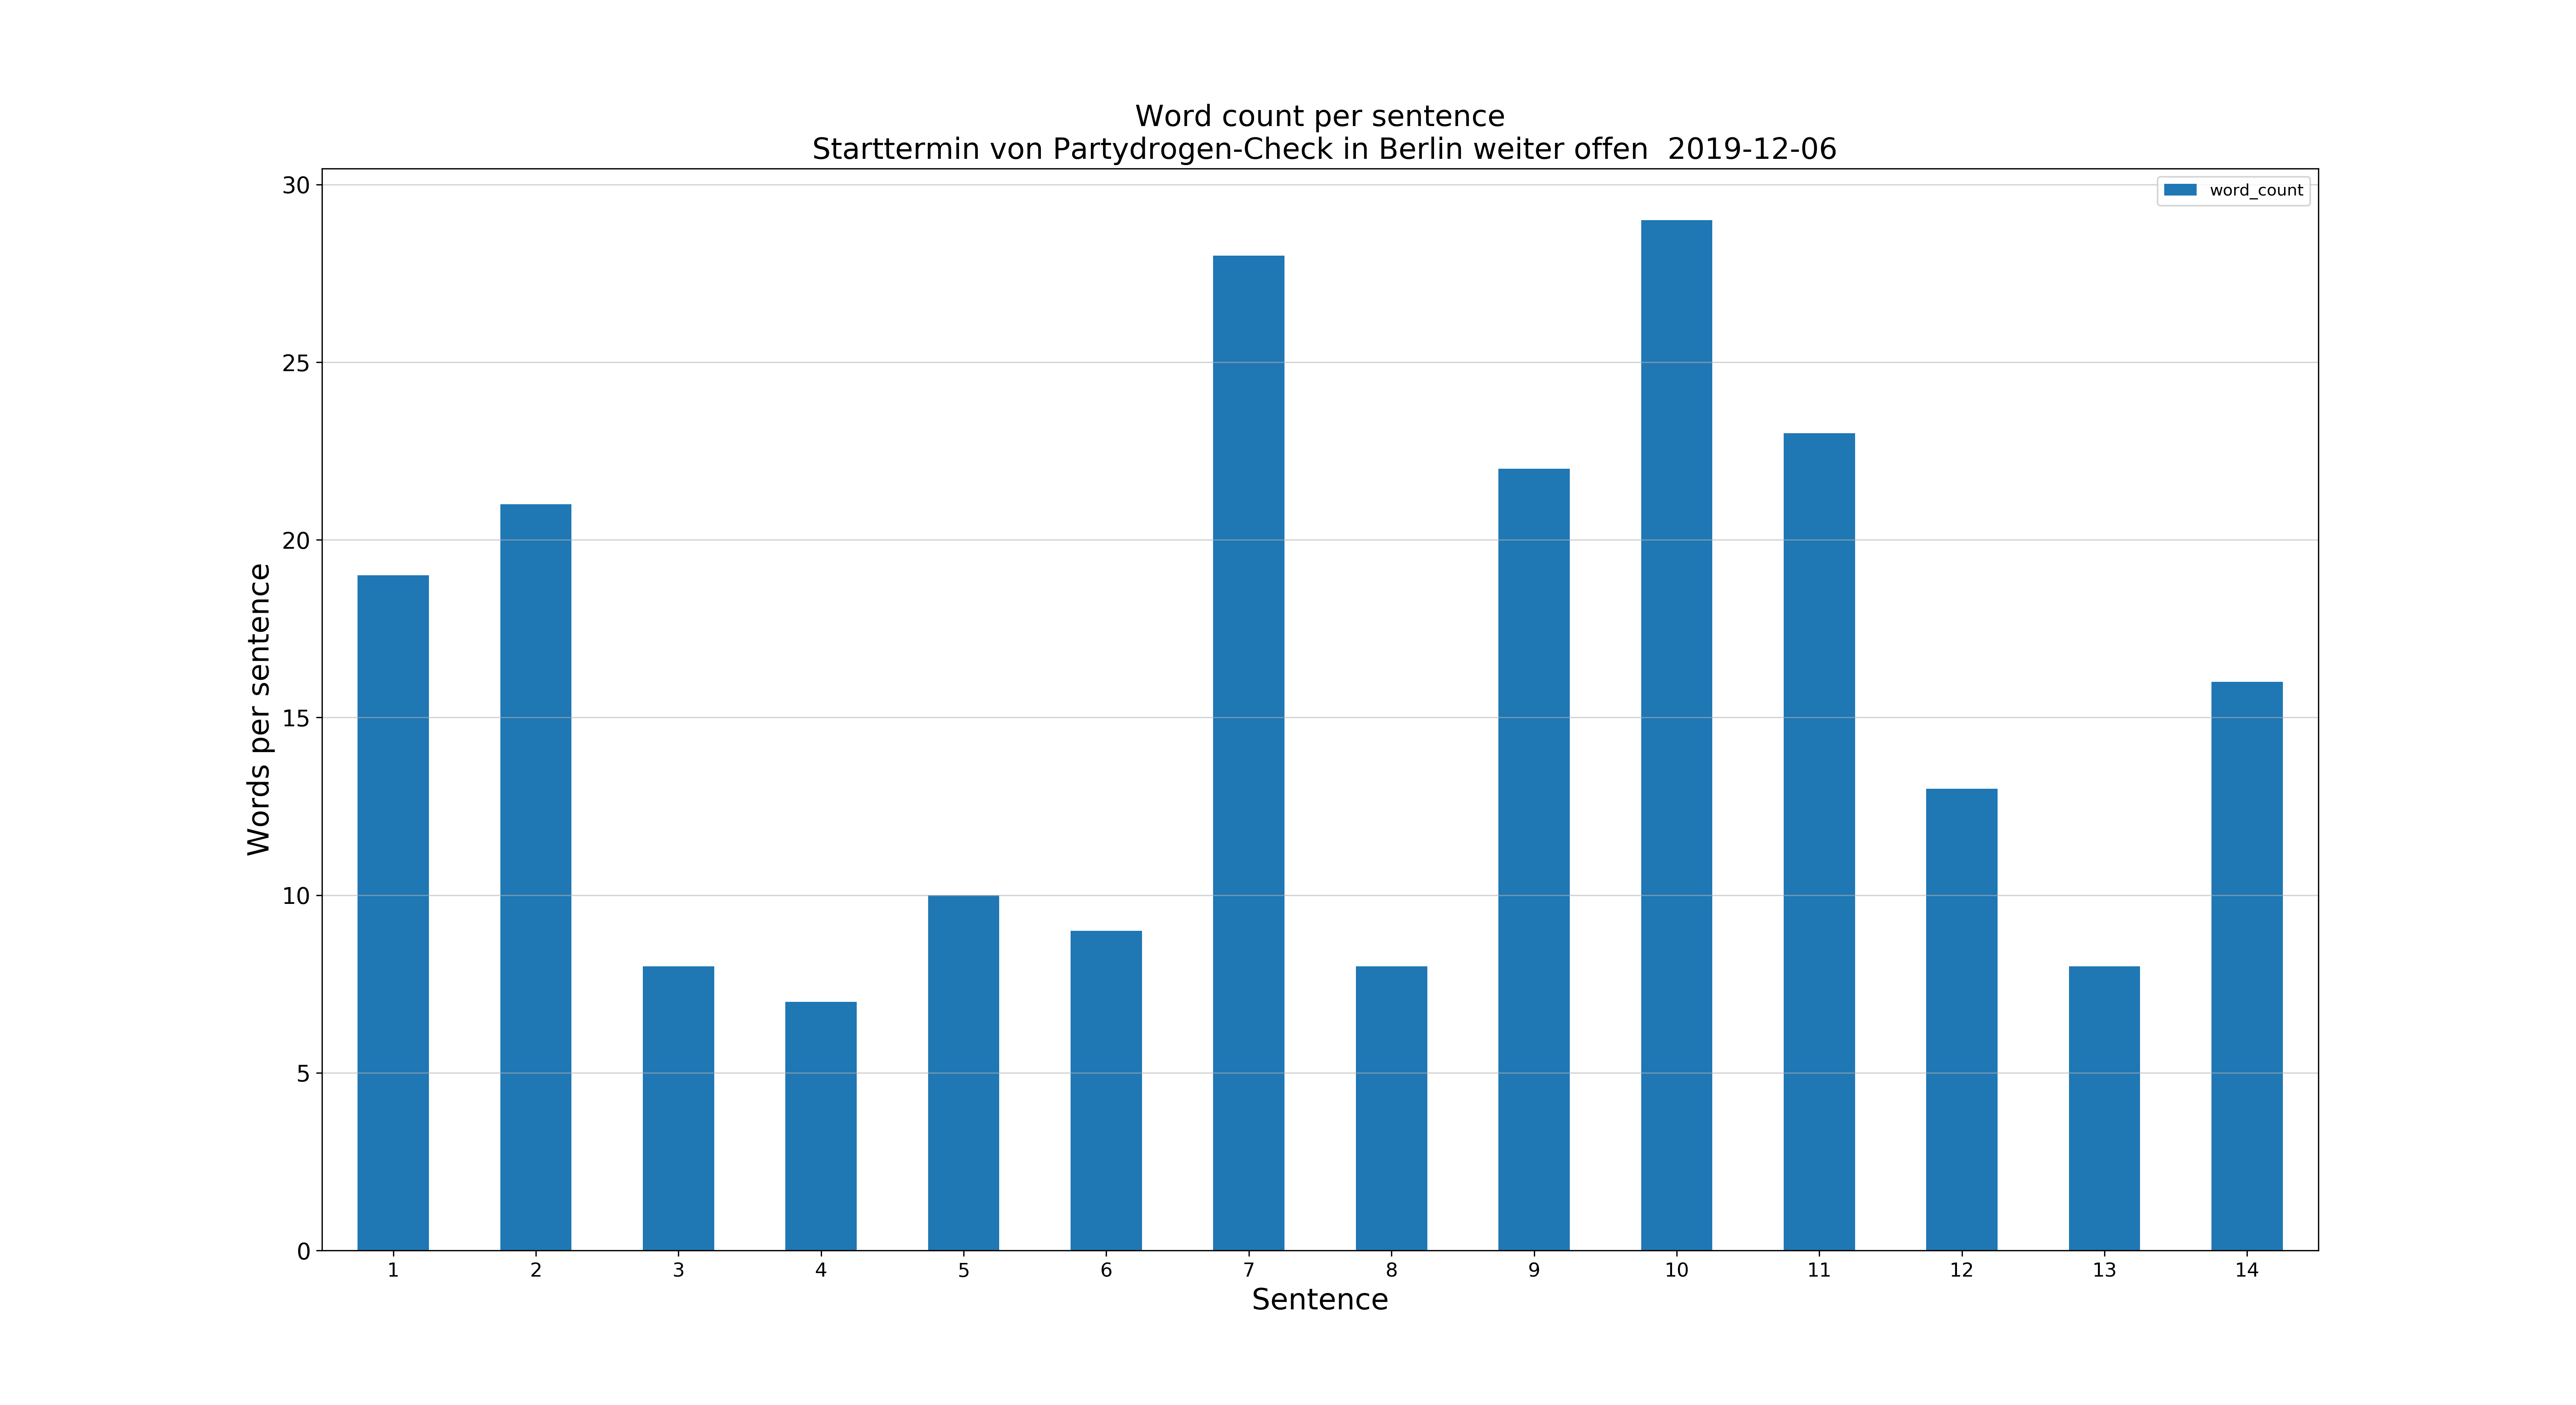 Word count per sentence
Starttermin von Partydrogen-Check in Berlin weiter offen  2019-12-06
word_count
30
25
20
15
10
5
0
Words per sentence
1 2 3 4 5 6 7 8 9 10 11 12 13 14
Sentence